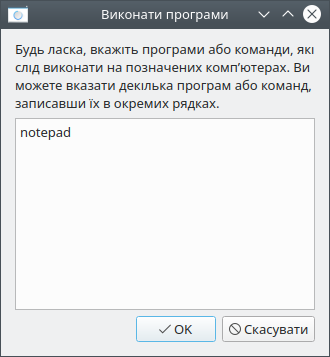 Виконати програми
Будь ласка, вкажіть програми або команди, які
слід виконати на позначених комп’ютерах. Ви
можете вказати декілька програм або команд,
записавши їх в окремих рядках.
notepad
OK
Скасувати